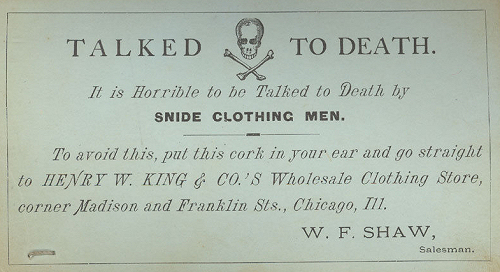 TALKED TO DEATH.
It is Horrible to be Talked to Death by
SNIDE CLOTHING MEN.
To avoid this, put this cork in your ear and go straight
to HENRY W. KING & CO.'S Wholesale Clothing Store,
corner Madison and Franklin Sts., Chicago, Ill.
W. F. SHAW,
Salesman.